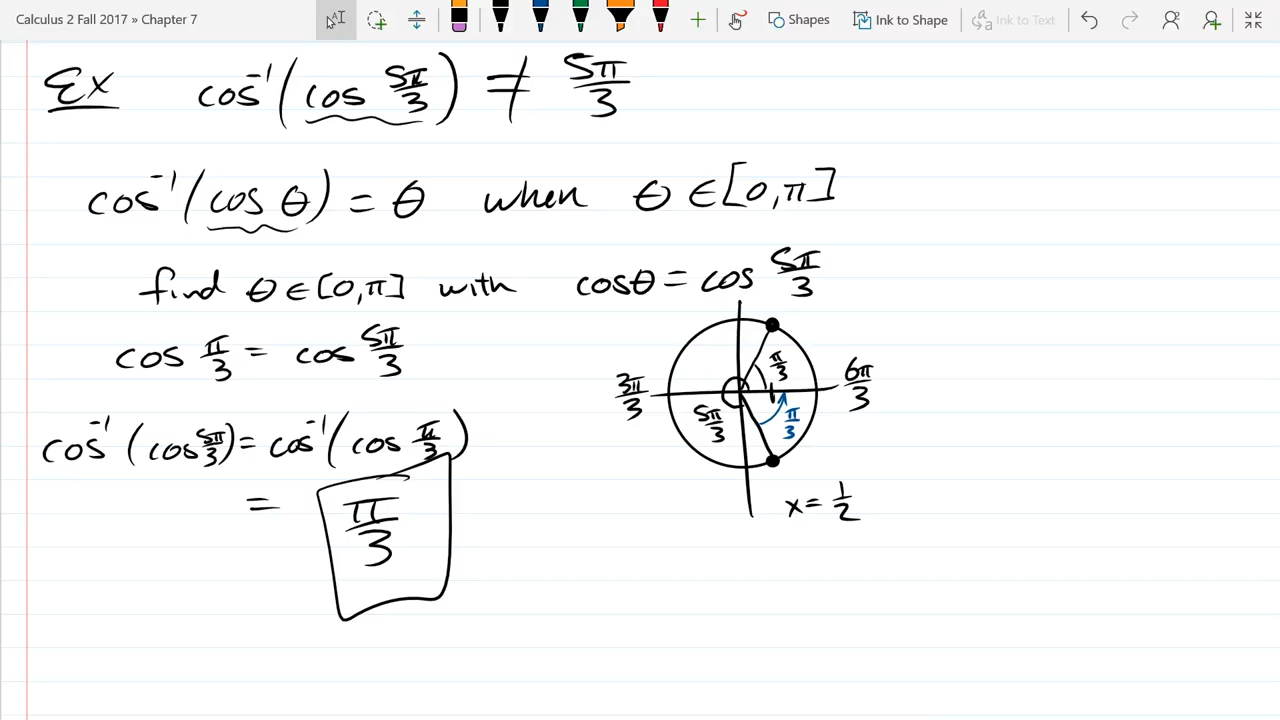 Calculus 2 Fall 2017 » Chapter 7
Shapes Ink to Shape Ink to Text
Ex cos⁻¹(cos 5π/3) ≠ 5π/3
cos⁻¹(cos θ) = θ when θ ∈ [0, π]
find θ ∈ [0, π] with cos θ = cos 5π/3
cos π/3 = cos 5π/3
cos⁻¹(cos 5π/3) = cos⁻¹(cos π/3)
= π/3
π/3
3π/3
6π/3
5π/3
π/3
x = 1/2